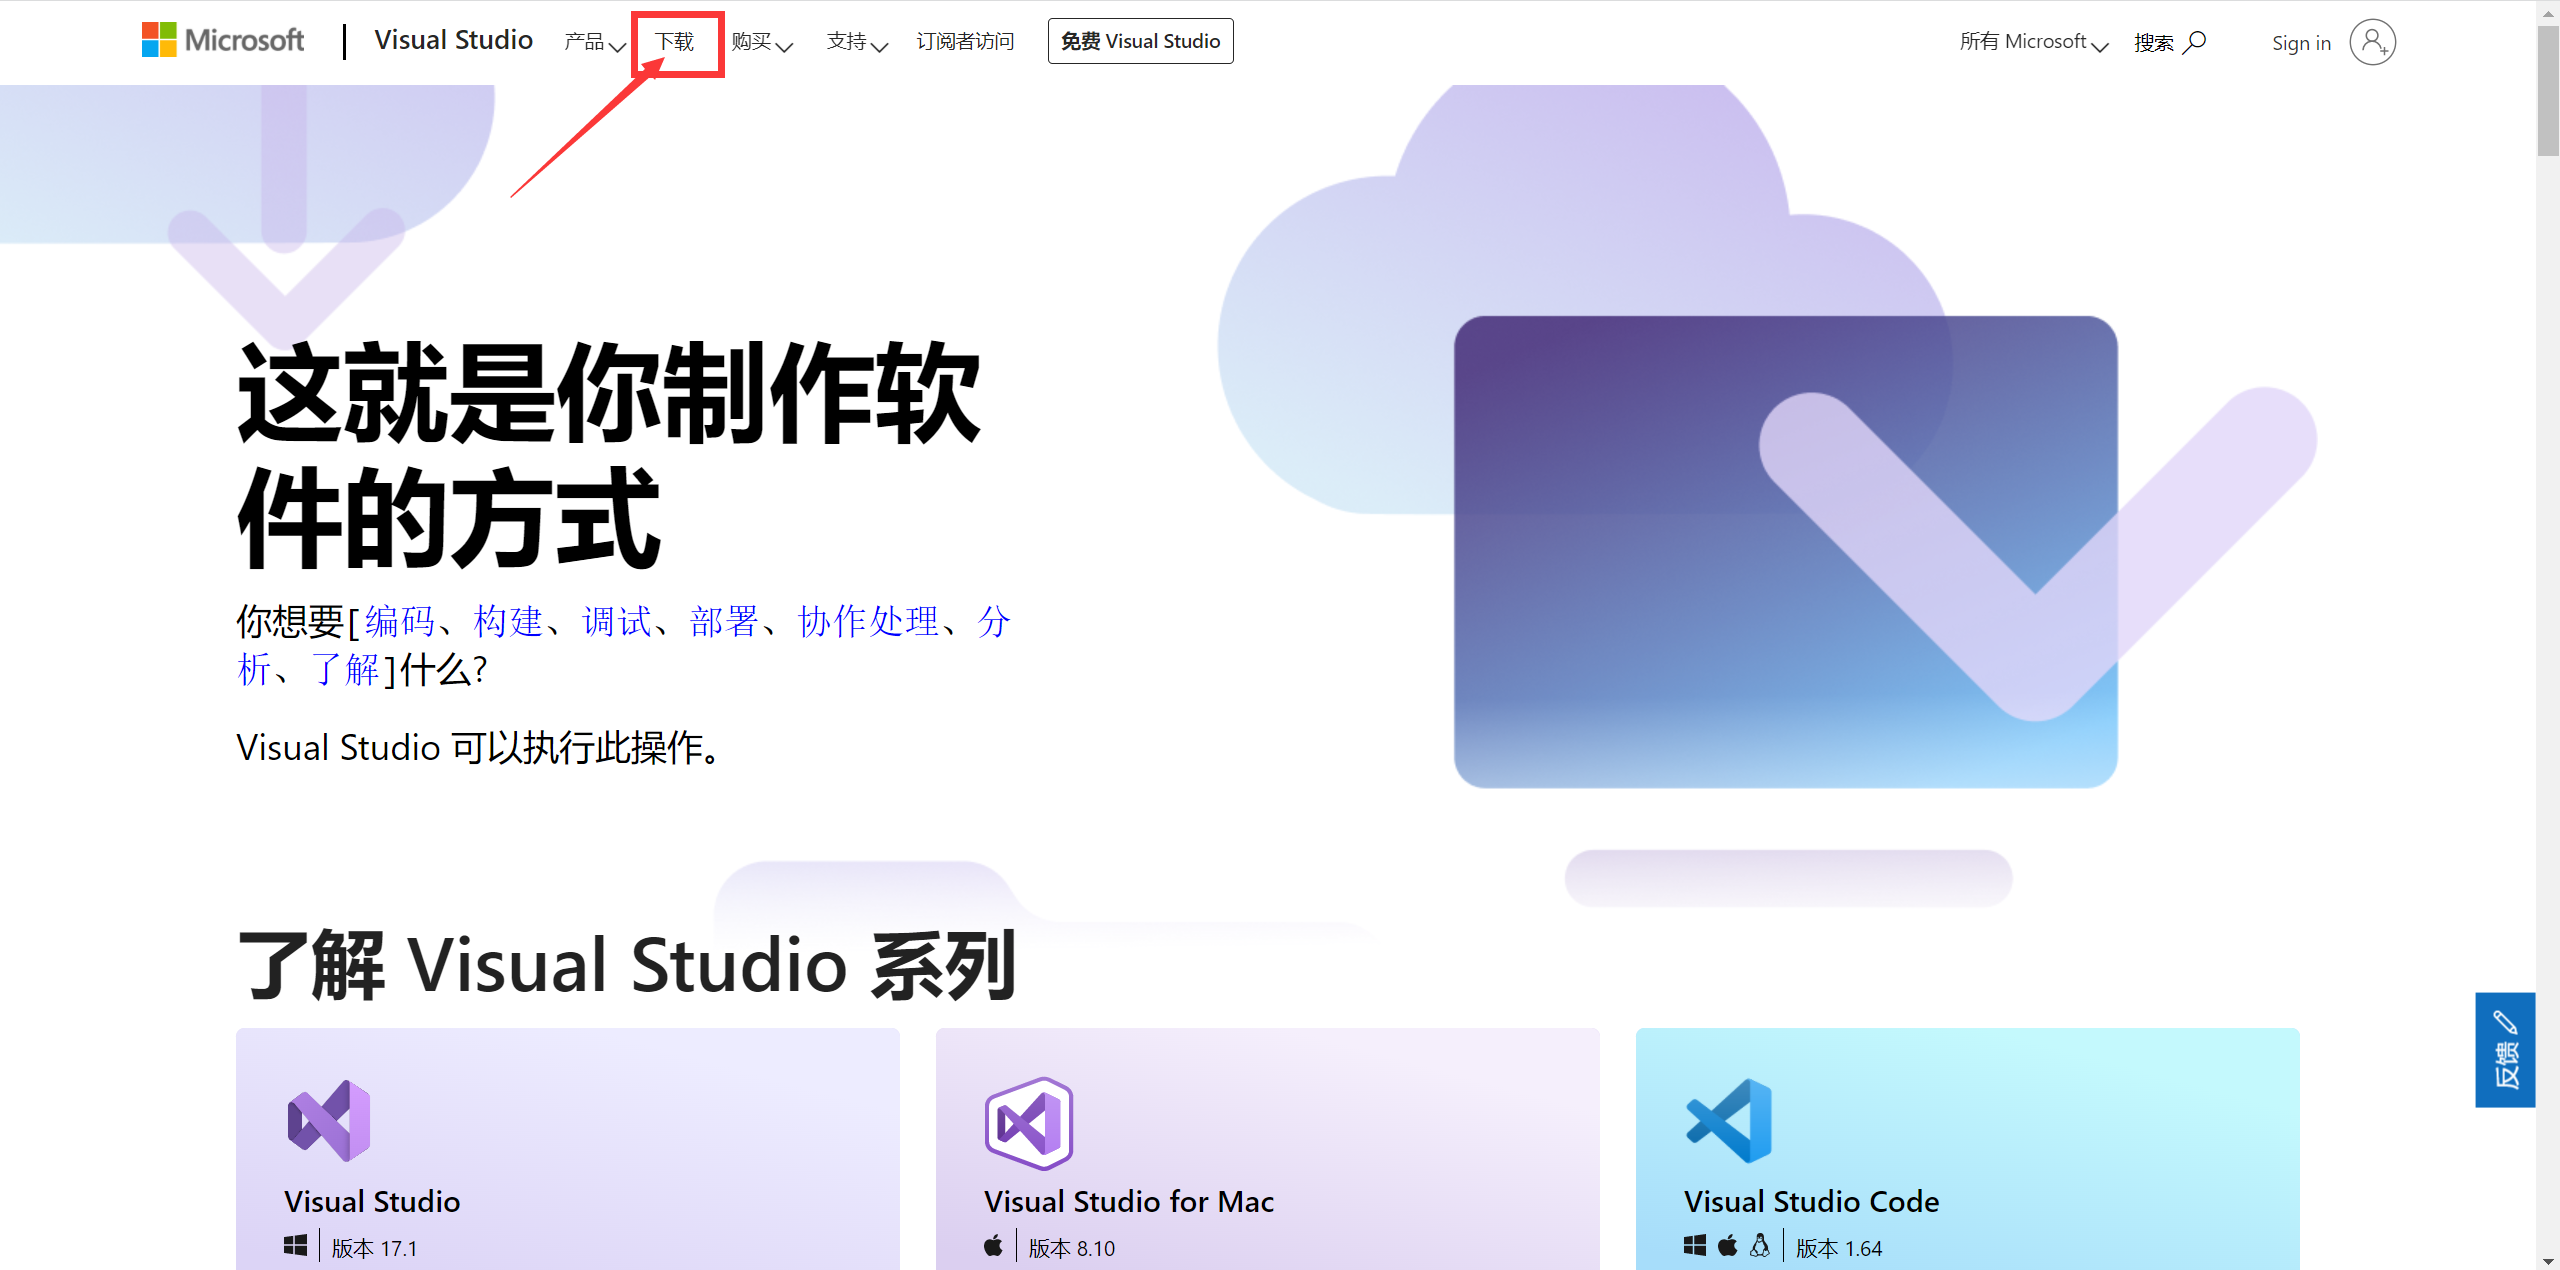 Microsoft | Visual Studio 产品 下载 购买 支持 订阅者访问 免费 Visual Studio 所有 Microsoft 搜索 Sign in
这就是你制作软
件的方式
你想要[编码、构建、调试、部署、协作处理、分
析、了解]什么?
Visual Studio 可以执行此操作。
了解 Visual Studio 系列
反馈
Visual Studio
版本 17.1
Visual Studio for Mac
版本 8.10
Visual Studio Code
版本 1.64